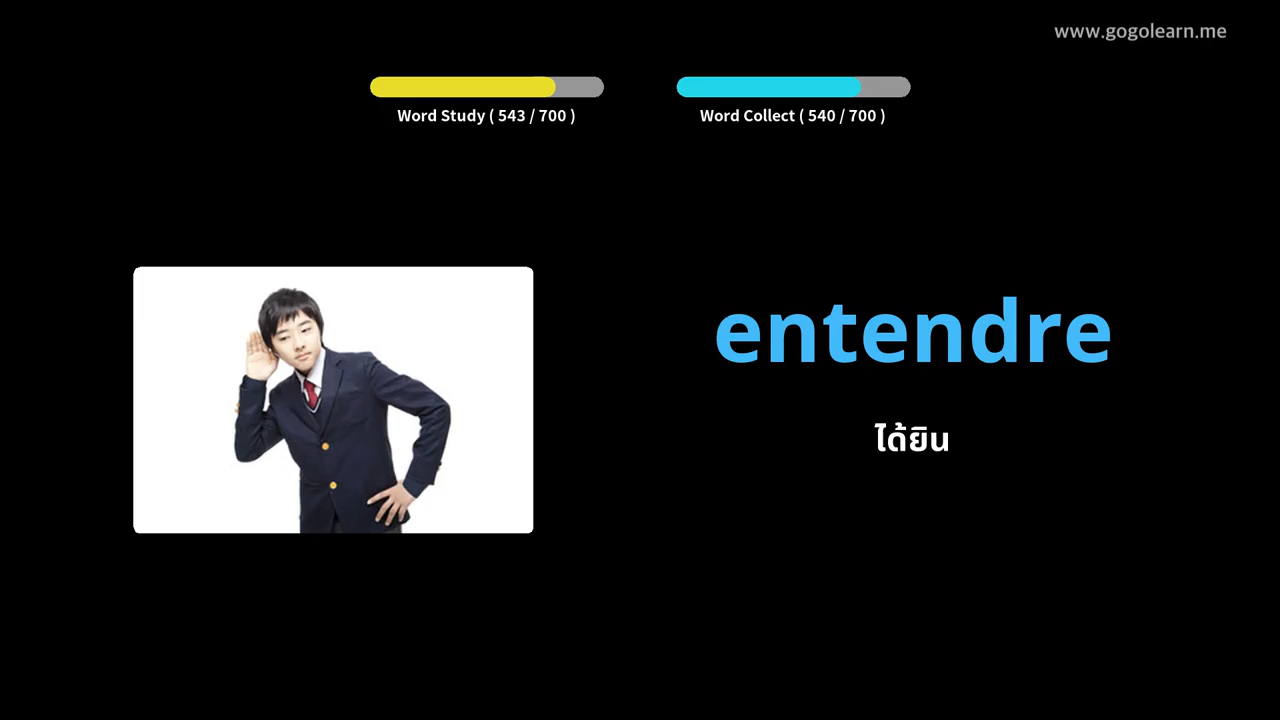 www.gogolearn.me
Word Study ( 543 / 700 )
Word Collect ( 540 / 700 )
entendre
ได้ยิน